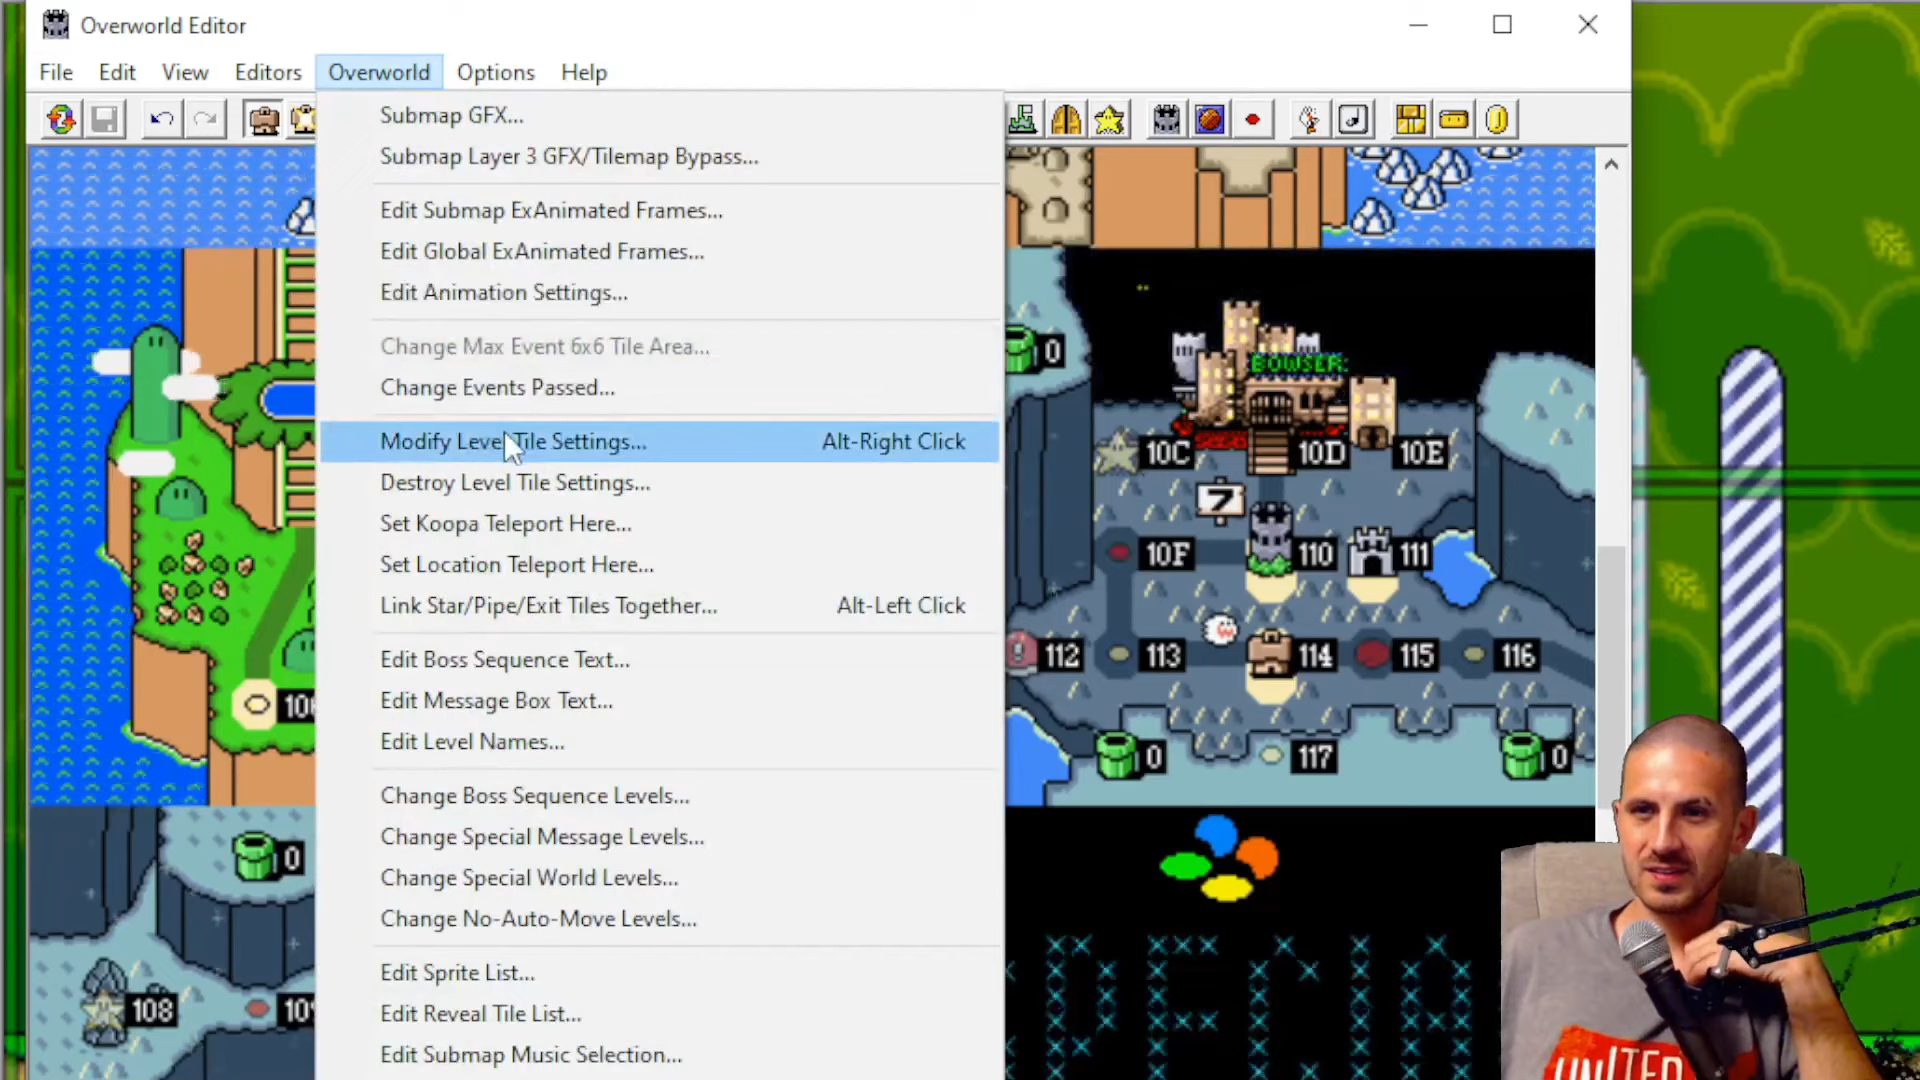 Overworld Editor
File Edit View Editors Overworld Options Help
Submap GFX...
Submap Layer 3 GFX/Tilemap Bypass...
Edit Submap ExAnimated Frames...
Edit Global ExAnimated Frames...
Edit Animation Settings...
Change Max Event 6x6 Tile Area...
Change Events Passed...
Modify Level Tile Settings... Alt-Right Click
Destroy Level Tile Settings...
Set Koopa Teleport Here...
Set Location Teleport Here...
Link Star/Pipe/Exit Tiles Together... Alt-Left Click
Edit Boss Sequence Text...
Edit Message Box Text...
Edit Level Names...
Change Boss Sequence Levels...
Change Special Message Levels...
Change Special World Levels...
Change No-Auto-Move Levels...
Edit Sprite List...
Edit Reveal Tile List...
Edit Submap Music Selection...
0
BOWSER
10C 10D 10E
7
10F 110 111
112 113 114 115 116
0 117 0
0
108
PECIA
UNITED